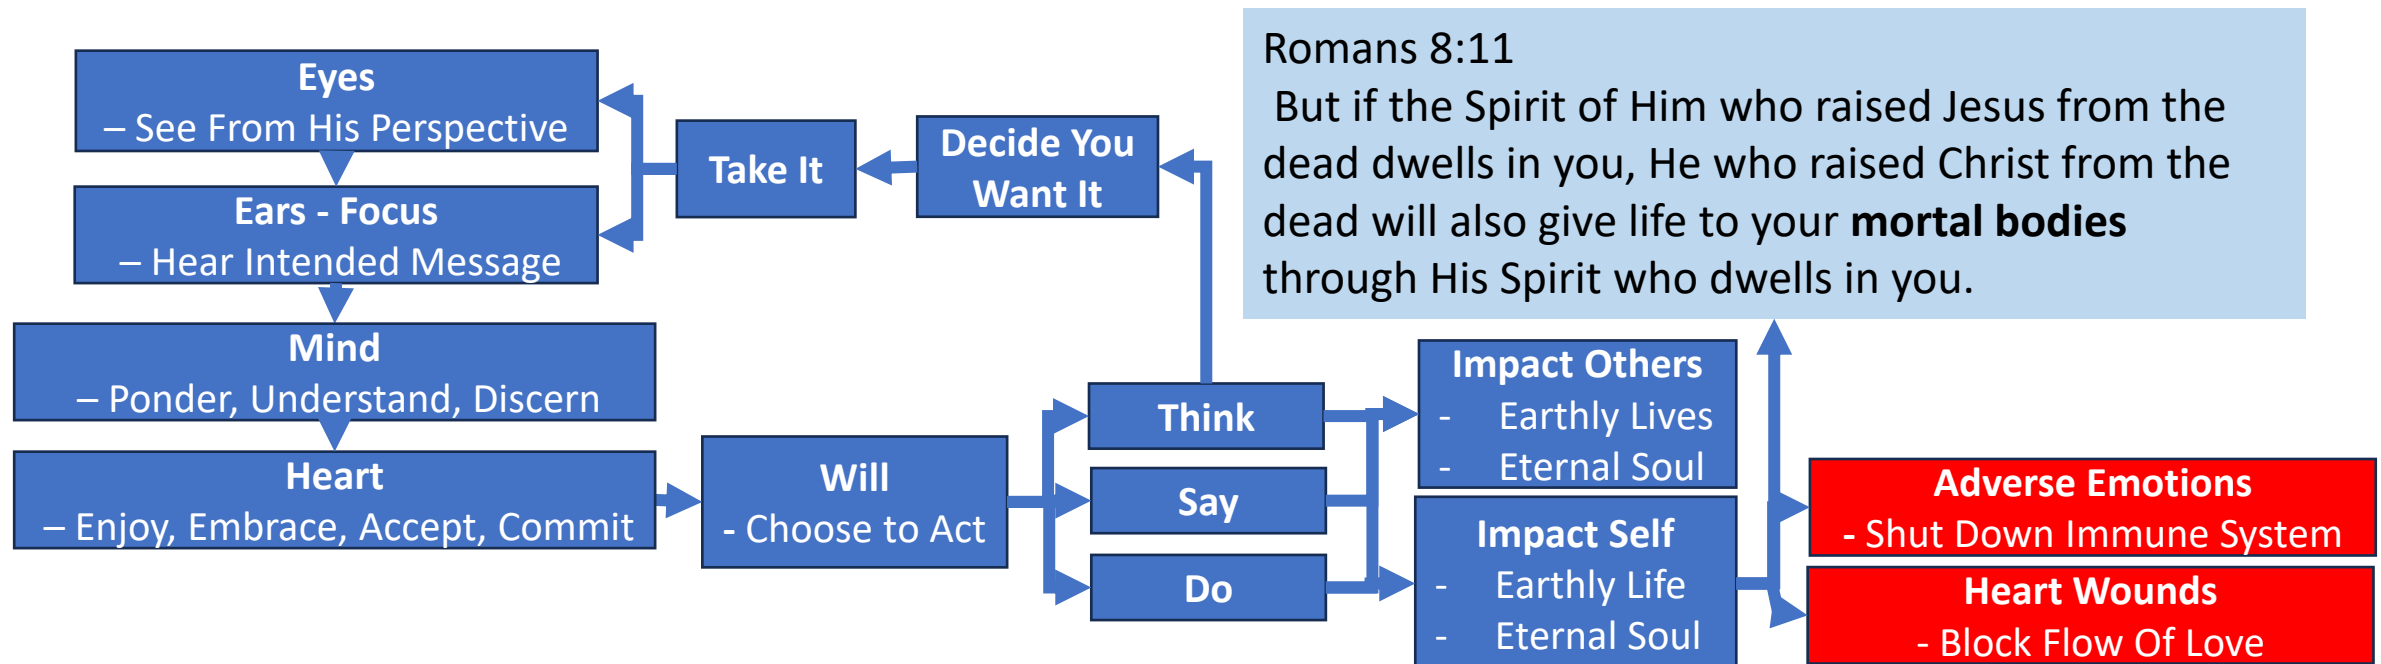 Eyes
– See From His Perspective
Ears - Focus
– Hear Intended Message
Mind
– Ponder, Understand, Discern
Heart
– Enjoy, Embrace, Accept, Commit
Will
- Choose to Act
Think
Say
Do
Take It
Decide You
Want It
Romans 8:11
But if the Spirit of Him who raised Jesus from the
dead dwells in you, He who raised Christ from the
dead will also give life to your mortal bodies
through His Spirit who dwells in you.
Impact Others
- Earthly Lives
- Eternal Soul
Impact Self
- Earthly Life
- Eternal Soul
Adverse Emotions
- Shut Down Immune System
Heart Wounds
- Block Flow Of Love